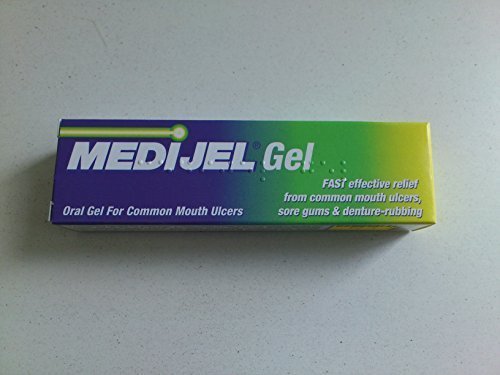 MEDIJEL® Gel
FAST effective relief
from common mouth ulcers,
sore gums & denture-rubbing
Oral Gel For Common Mouth Ulcers